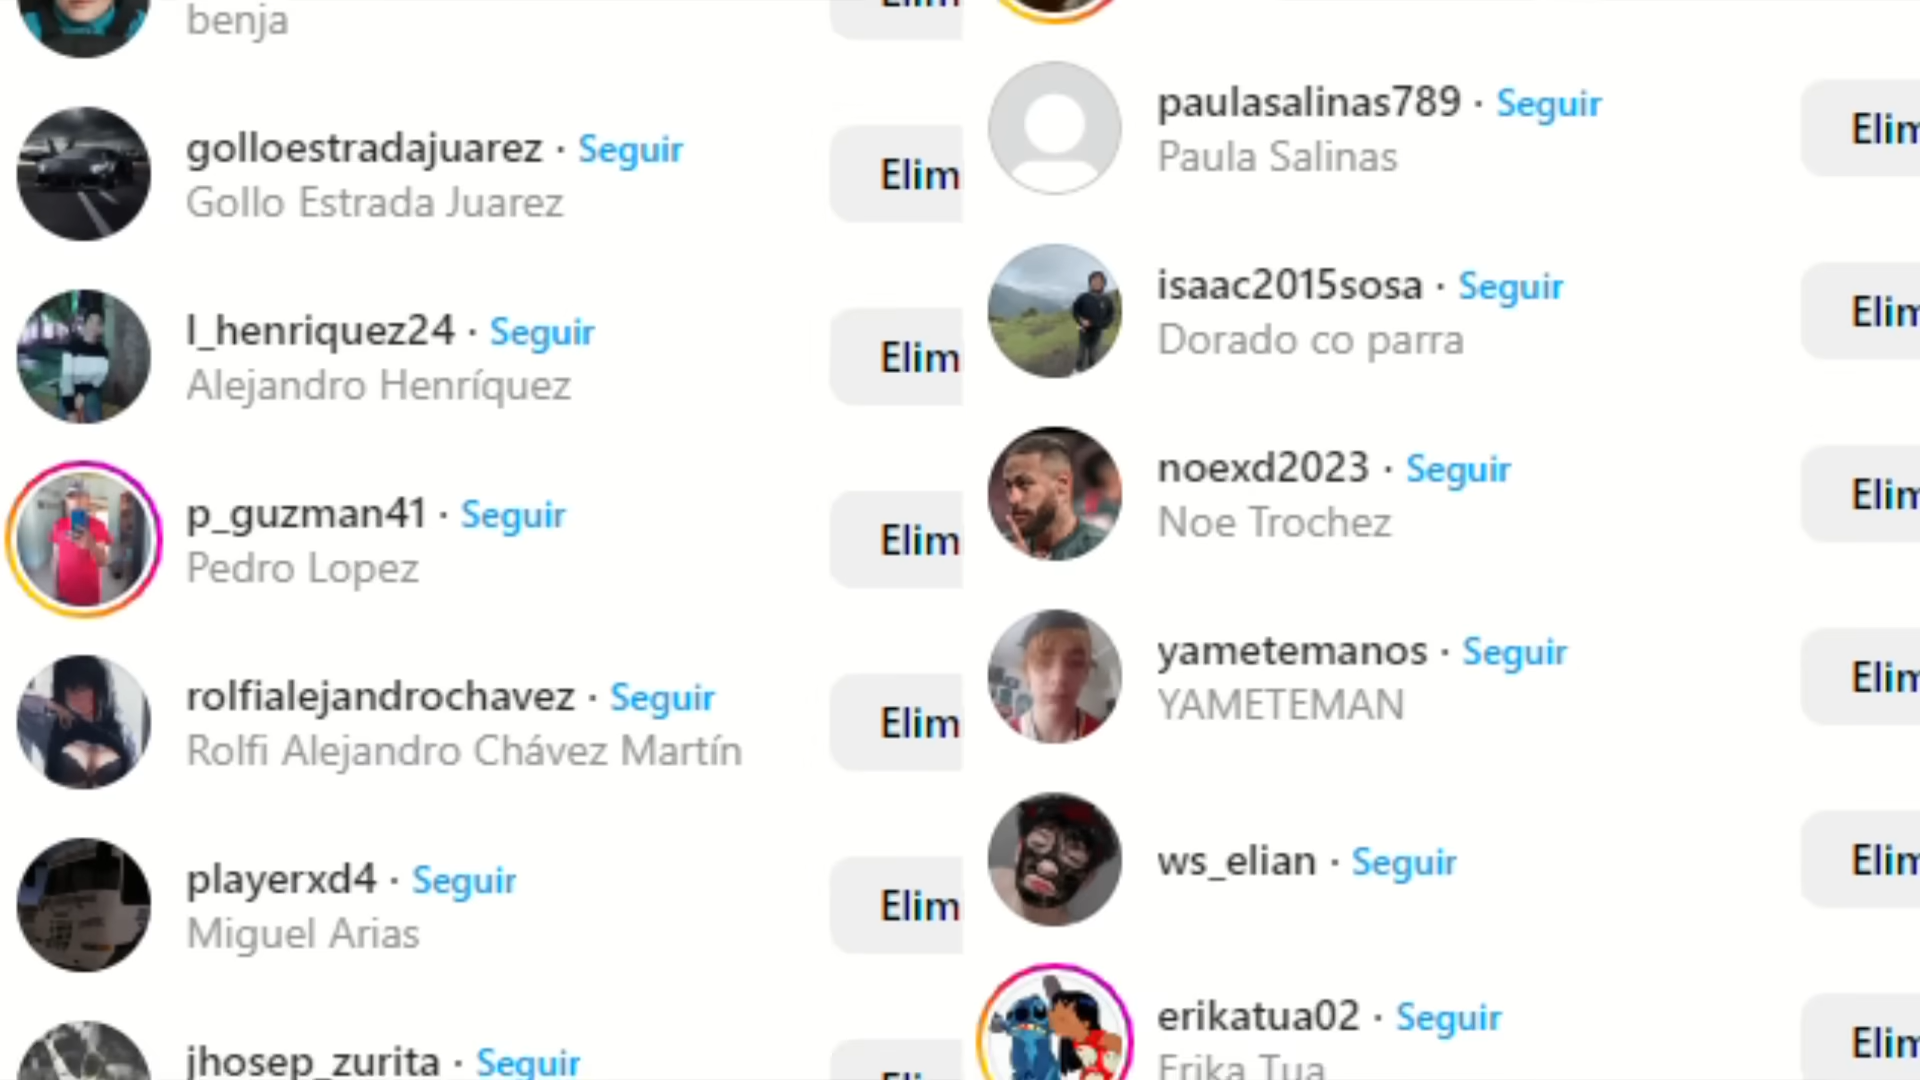 benja
golloestradajuarez · Seguir
Gollo Estrada Juarez
Elim
l_henriquez24 · Seguir
Alejandro Henríquez
Elim
p_guzman41 · Seguir
Pedro Lopez
Elim
rolfialejandrochavez · Seguir
Rolfi Alejandro Chávez Martín
Elim
playerxd4 · Seguir
Miguel Arias
Elim
jhosep_zurita · Seguir
paulasalinas789 · Seguir
Paula Salinas
Elim
isaac2015sosa · Seguir
Dorado co parra
Elim
noexd2023 · Seguir
Noe Trochez
Elim
yametemanos · Seguir
YAMETEMAN
Elim
ws_elian · Seguir
Elim
erikatua02 · Seguir
Erika Tua
Elim